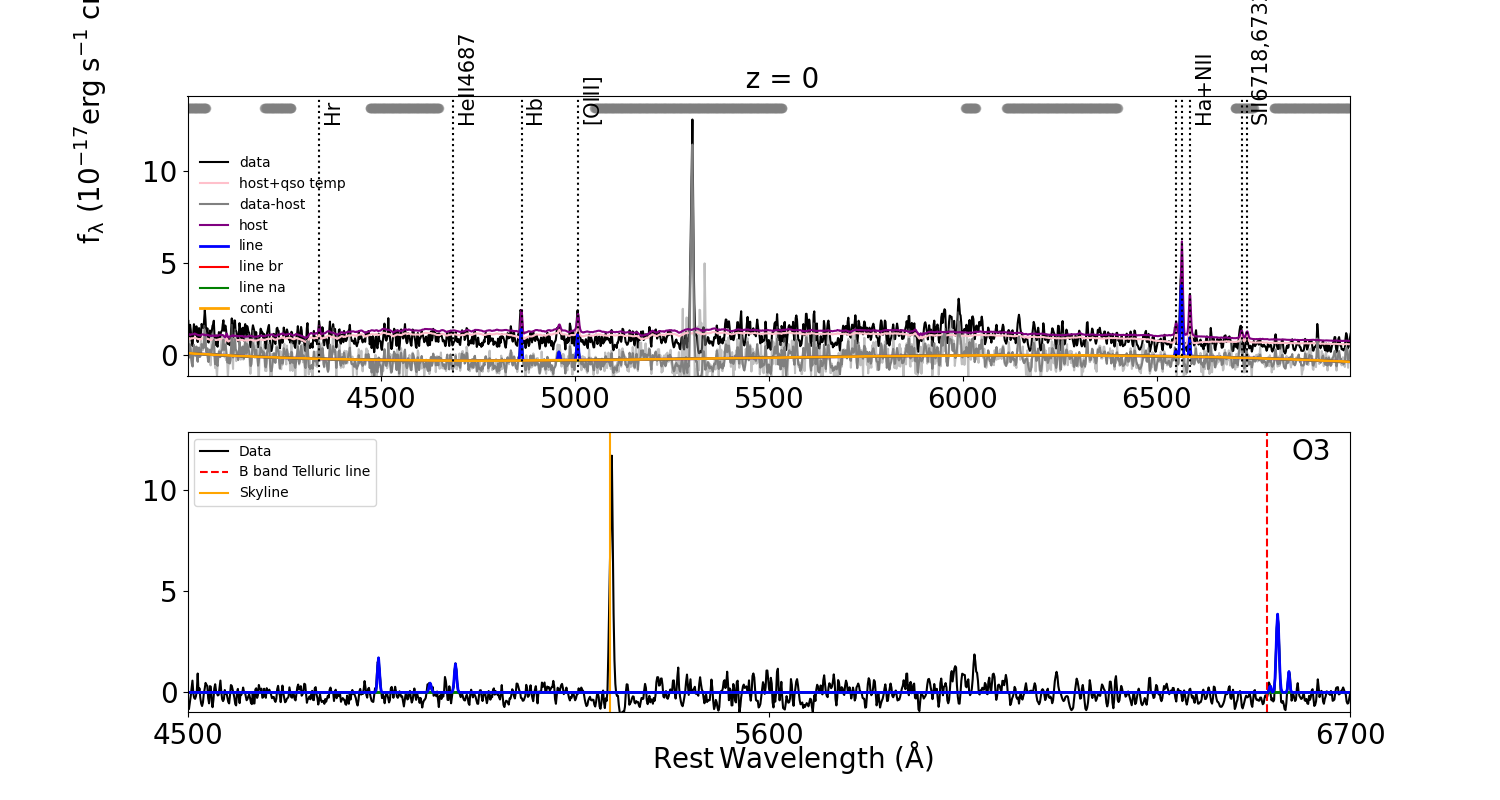 z = 0
Hr
HeII4687
Hb
[OIII]
Ha+NII
SII6718,673
f_λ (10^−17 erg s^−1 c
10
5
0
data
host+qso temp
data-host
host
line
line br
line na
conti
4500 5000 5500 6000 6500
O3
10
5
0
Data
B band Telluric line
Skyline
4500 5600 6700
Rest Wavelength (Å)